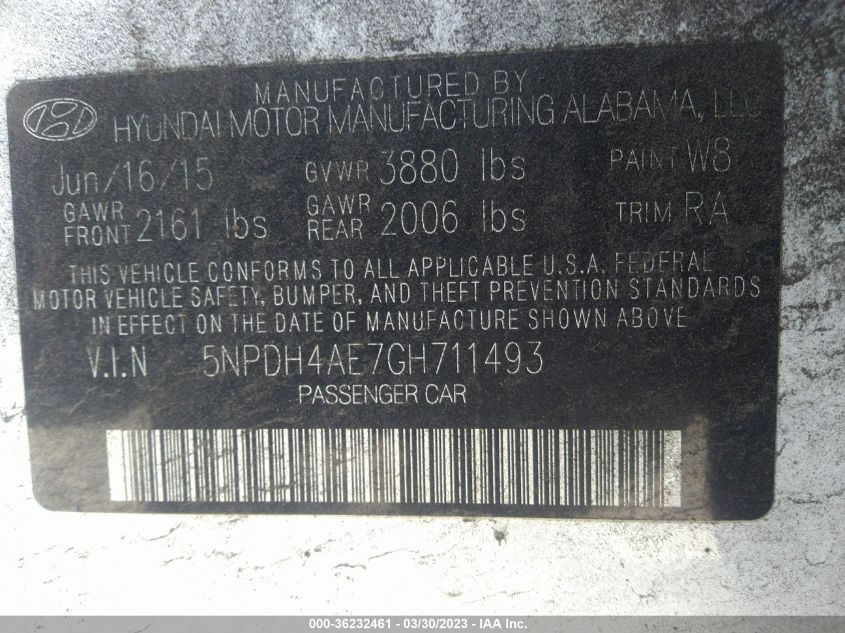 MANUFACTURED BY
HYUNDAI MOTOR MANUFACTURING ALABAMA, LLC
Jun/16/15 GVWR 3880 lbs PAINT W8
GAWR FRONT 2161 lbs GAWR REAR 2006 lbs TRIM RA
THIS VEHICLE CONFORMS TO ALL APPLICABLE U.S.A. FEDERAL
MOTOR VEHICLE SAFETY, BUMPER, AND THEFT PREVENTION STANDARDS
IN EFFECT ON THE DATE OF MANUFACTURE SHOWN ABOVE
V.I.N 5NPDH4AE7GH711493
PASSENGER CAR
000-36232461 - 03/30/2023 - IAA Inc.